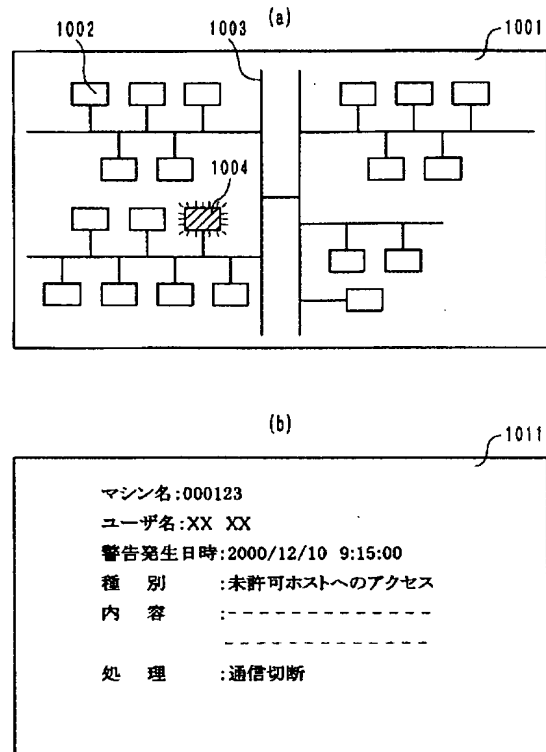 (a)
1002
1003
1001
1004
(b)
1011
マシン名:000123
ユーザ名:XX XX
警告発生日時:2000/12/10 9:15:00
種 別 :未許可ホストへのアクセス
内 容 :- - - - - - - - - - - - - -
- - - - - - - - - - - - - -
処 理 :通信切断